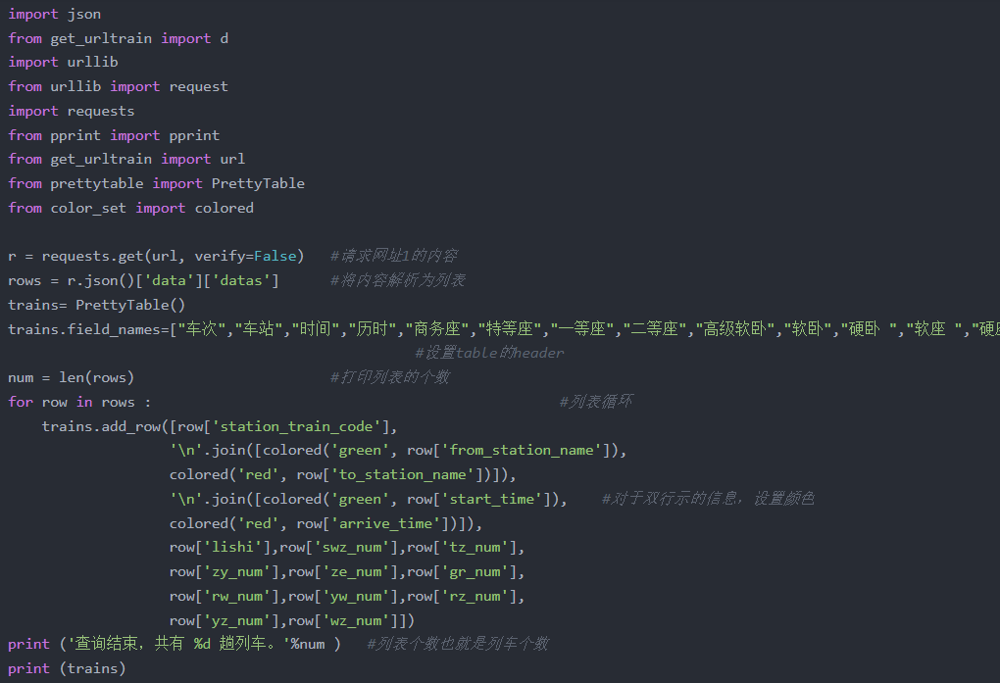 import json
from get_urltrain import d
import urllib
from urllib import request
import requests
from pprint import pprint
from get_urltrain import url
from prettytable import PrettyTable
from color_set import colored
r = requests.get(url, verify=False)   #请求网址1的内容
rows = r.json()['data']['datas']      #将内容解析为列表
trains= PrettyTable()
trains.field_names=["车次","车站","时间","历时","商务座","特等座","一等座","二等座","高级软卧","软卧","硬卧 ","软座 ","硬座
#设置table的header
num = len(rows)                       #打印列表的个数
for row in rows :                                                #列表循环
    trains.add_row([row['station_train_code'],
                   '\n'.join([colored('green', row['from_station_name']),
                   colored('red', row['to_station_name'])]),
                   '\n'.join([colored('green', row['start_time']),    #对于双行示的信息，设置颜色
                   colored('red', row['arrive_time'])]),
                   row['lishi'],row['swz_num'],row['tz_num'],
                   row['zy_num'],row['ze_num'],row['gr_num'],
                   row['rw_num'],row['yw_num'],row['rz_num'],
                   row['yz_num'],row['wz_num']])
print ('查询结束，共有 %d 趟列车。'%num )   #列表个数也就是列车个数
print (trains)